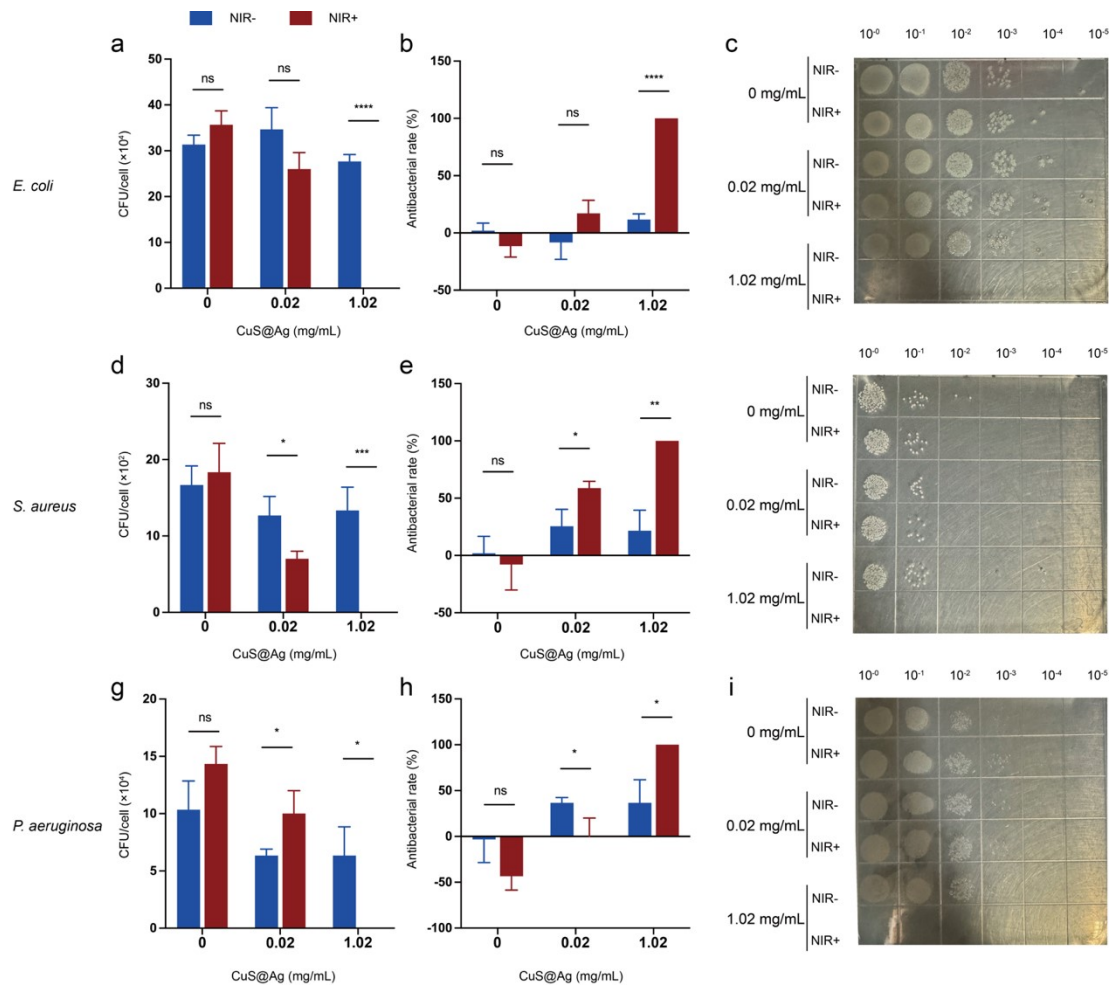 NIR- NIR+
a
CFU/cell (×10⁴)
50
40
30
20
10
0
ns ns ****
0 0.02 1.02
CuS@Ag (mg/mL)
b
Antibacterial rate (%)
100
50
0
-50
ns ns ****
0 0.02 1.02
CuS@Ag (mg/mL)
c
10⁻⁰ 10⁻¹ 10⁻² 10⁻³ 10⁻⁴ 10⁻⁵
0 mg/mL
NIR-
NIR+
0.02 mg/mL
NIR-
NIR+
1.02 mg/mL
NIR-
NIR+
E. coli
d
CFU/cell (×10²)
30
20
10
0
ns * ***
0 0.02 1.02
CuS@Ag (mg/mL)
e
Antibacterial rate (%)
100
50
0
-50
ns * **
0 0.02 1.02
CuS@Ag (mg/mL)
10⁻⁰ 10⁻¹ 10⁻² 10⁻³ 10⁻⁴ 10⁻⁵
0 mg/mL
NIR-
NIR+
0.02 mg/mL
NIR-
NIR+
1.02 mg/mL
NIR-
NIR+
S. aureus
g
CFU/cell (×10⁴)
20
15
10
5
0
ns * *
0 0.02 1.02
CuS@Ag (mg/mL)
h
Antibacterial rate (%)
100
50
0
-50
-100
ns * *
0 0.02 1.02
CuS@Ag (mg/mL)
i
10⁻⁰ 10⁻¹ 10⁻² 10⁻³ 10⁻⁴ 10⁻⁵
0 mg/mL
NIR-
NIR+
0.02 mg/mL
NIR-
NIR+
1.02 mg/mL
NIR-
NIR+
P. aeruginosa